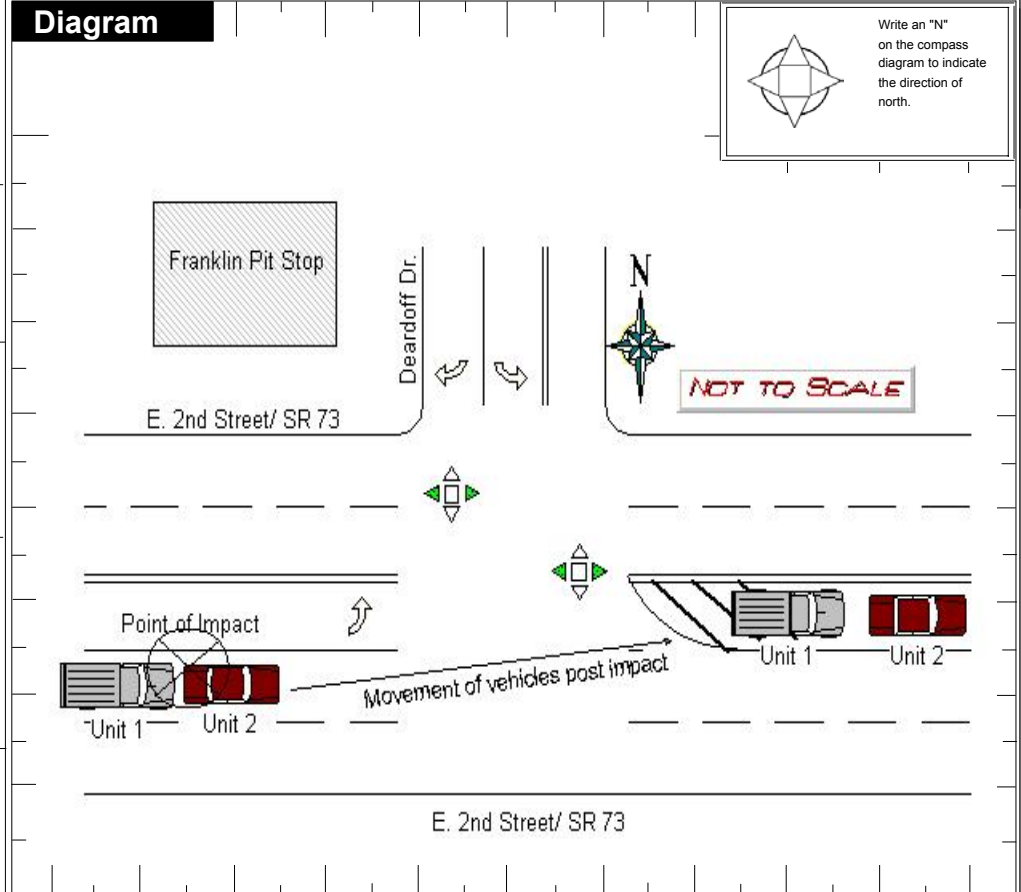 Diagram
Write an "N"
on the compass
diagram to indicate
the direction of
north.
Franklin Pit Stop
Deardoff Dr.
N
NOT TO SCALE
E. 2nd Street/ SR 73
Point of Impact
Unit 1
Unit 2
Movement of vehicles post impact
Unit 1
Unit 2
E. 2nd Street/ SR 73